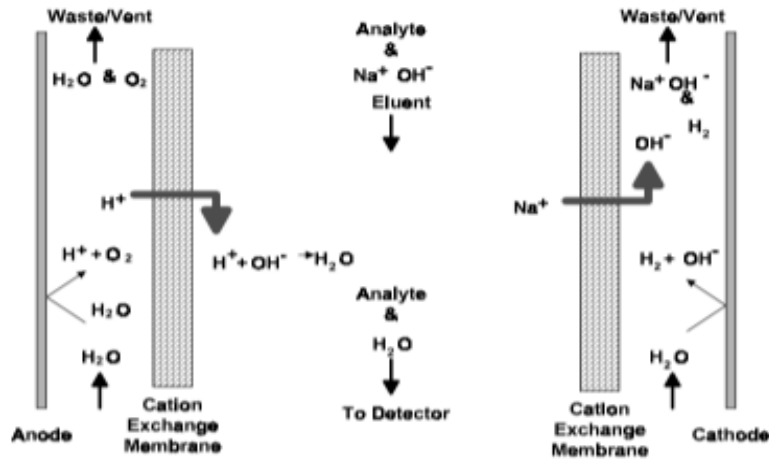 Waste/Vent
H₂O & O₂
H⁺
H⁺ + O₂
H₂O
H₂O
Anode
Cation
Exchange
Membrane
H⁺ + OH⁻ → H₂O
Analyte
&
Na⁺ OH⁻
Eluent
Analyte
&
H₂O
To Detector
Waste/Vent
Na⁺ OH⁻
&
H₂
OH⁻
Na⁺
H₂ + OH⁻
H₂O
Cation
Exchange
Membrane
Cathode